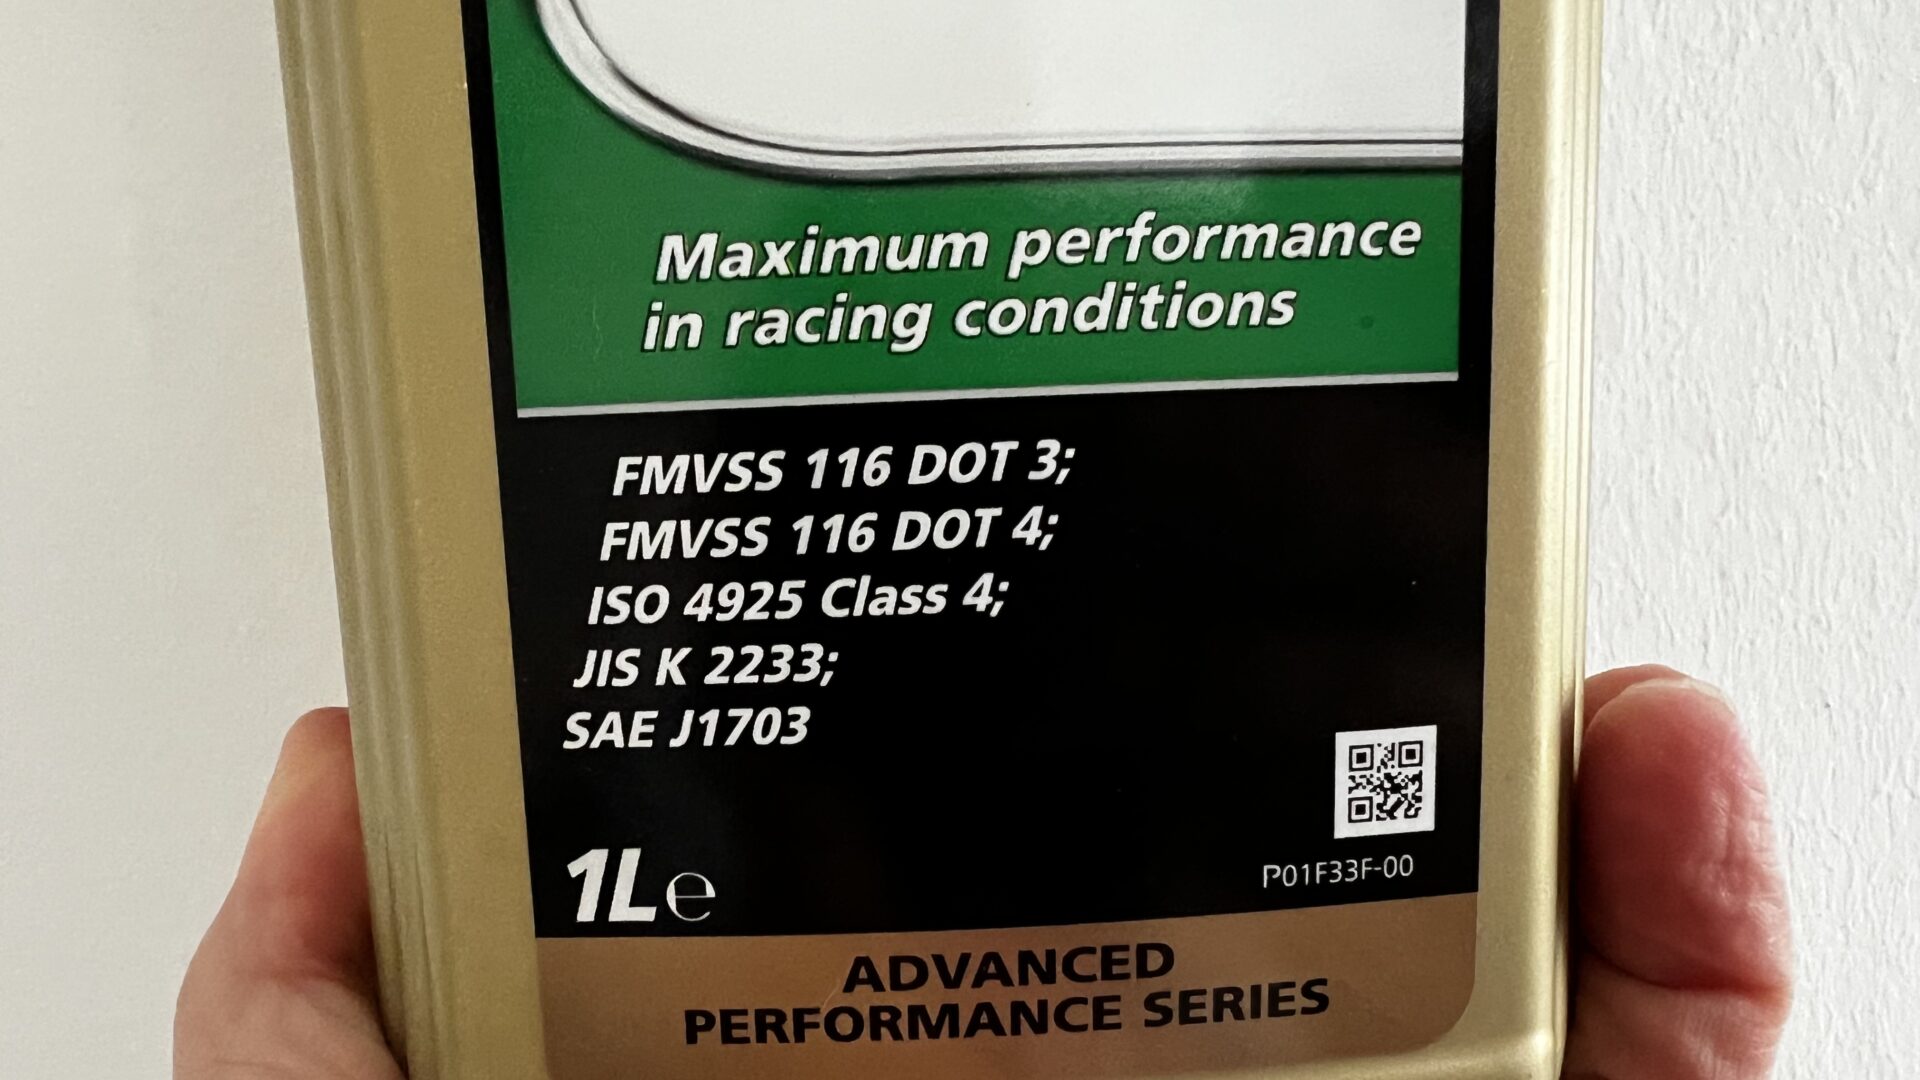 Maximum performance
in racing conditions
FMVSS 116 DOT 3;
FMVSS 116 DOT 4;
ISO 4925 Class 4;
JIS K 2233;
SAE J1703
1L e
P01F33F-00
ADVANCED
PERFORMANCE SERIES